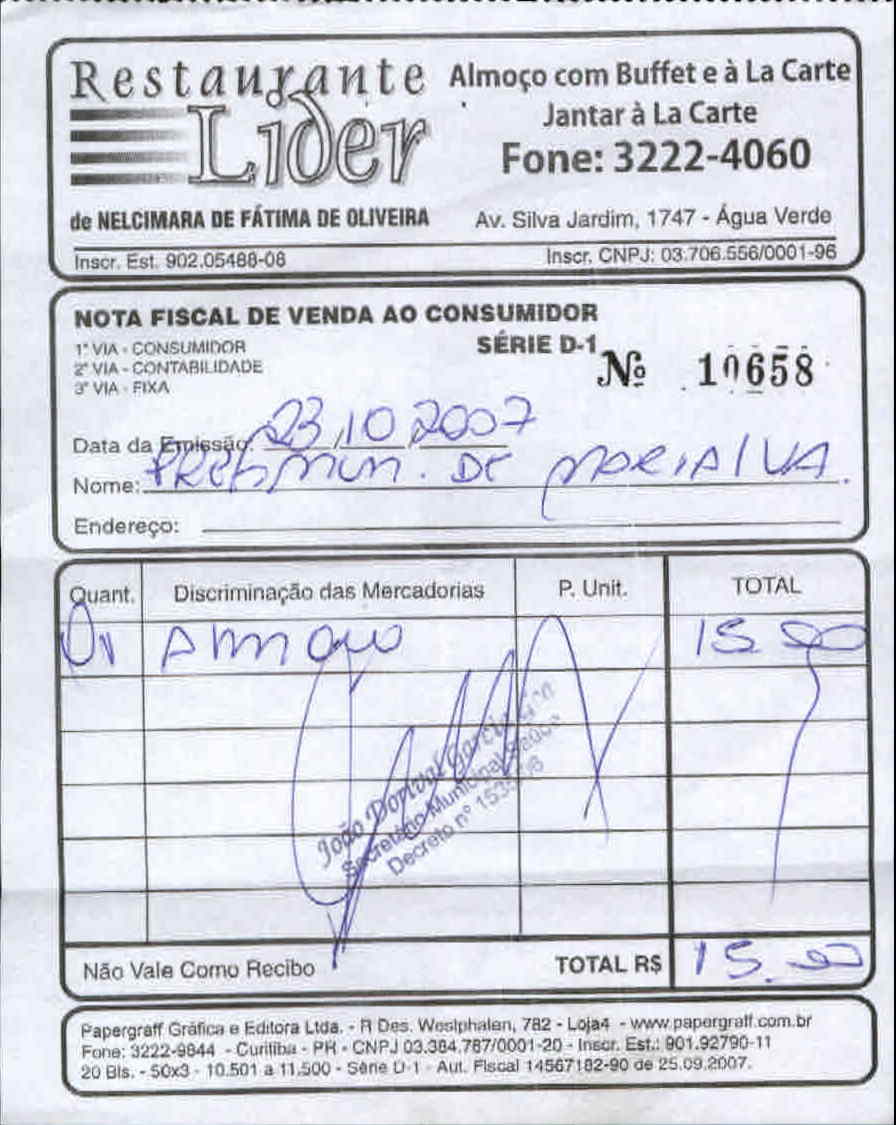 Restaurante
Lider
Almoço com Buffet e à La Carte
Jantar à La Carte
Fone: 3222-4060
de NELCIMARA DE FÁTIMA DE OLIVEIRA
Av. Silva Jardim, 1747 - Água Verde
Inscr. Est. 902.05488-08
Inscr. CNPJ: 03.706.556/0001-96
NOTA FISCAL DE VENDA AO CONSUMIDOR
1ª VIA - CONSUMIDOR
2ª VIA - CONTABILIDADE
3ª VIA - FIXA
SÉRIE D-1
Nº 10658
Data da Emissão: 23 10 2007
Nome: PREF MUN. DE MARIALVA.
Endereço:
Quant. Discriminação das Mercadorias P. Unit. TOTAL
01 Almoço 15.00
João Dorival Garcia
Secretário Municipal Saúde
Decreto nº
Não Vale Como Recibo TOTAL R$ 15.00
Papergraff Gráfica e Editora Ltda. - R Des. Westphalen, 782 - Loja4 - www.papergraff.com.br
Fone: 3222-9844 - Curitiba - PR - CNPJ 03.384.787/0001-20 - Inscr. Est.: 901.92790-11
20 Bls. - 50x3 - 10.501 a 11.500 - Série D-1 - Aut. Fiscal 14567182-90 de 25.09.2007.